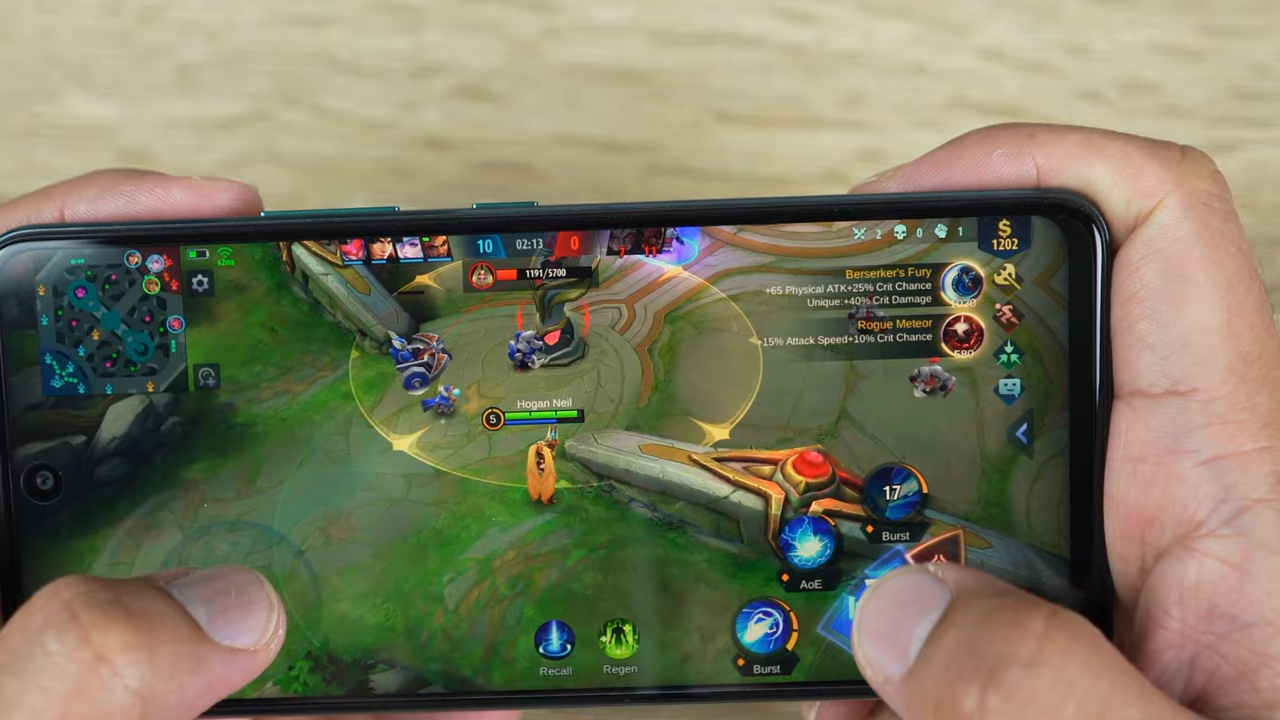 62ms
10 02:13 0
1191/5700
2 0 1
$
1202
Berserker's Fury
+65 Physical ATK+25% Crit Chance
Unique:+40% Crit Damage
Rogue Meteor
+15% Attack Speed+10% Crit Chance
580
Hogan Neil
5
17
Burst
AoE
Burst
Recall
Regen